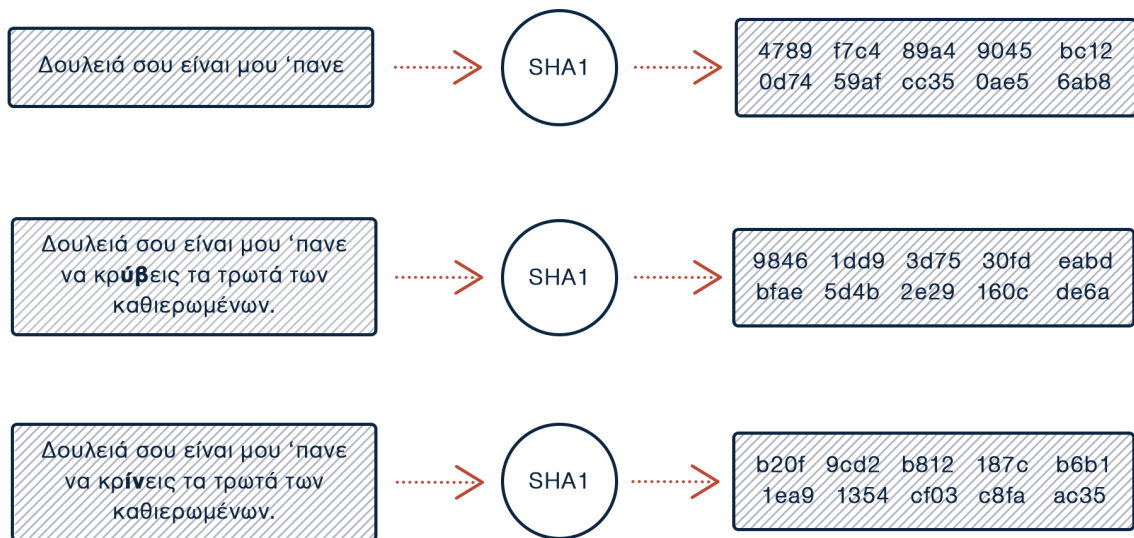 Δουλειά σου είναι μου ‘πανε
SHA1
4789 f7c4 89a4 9045 bc12
0d74 59af cc35 0ae5 6ab8
Δουλειά σου είναι μου ‘πανε
να κρύβεις τα τρωτά των
καθιερωμένων.
SHA1
9846 1dd9 3d75 30fd eabd
bfae 5d4b 2e29 160c de6a
Δουλειά σου είναι μου ‘πανε
να κρίνεις τα τρωτά των
καθιερωμένων.
SHA1
b20f 9cd2 b812 187c b6b1
1ea9 1354 cf03 c8fa ac35